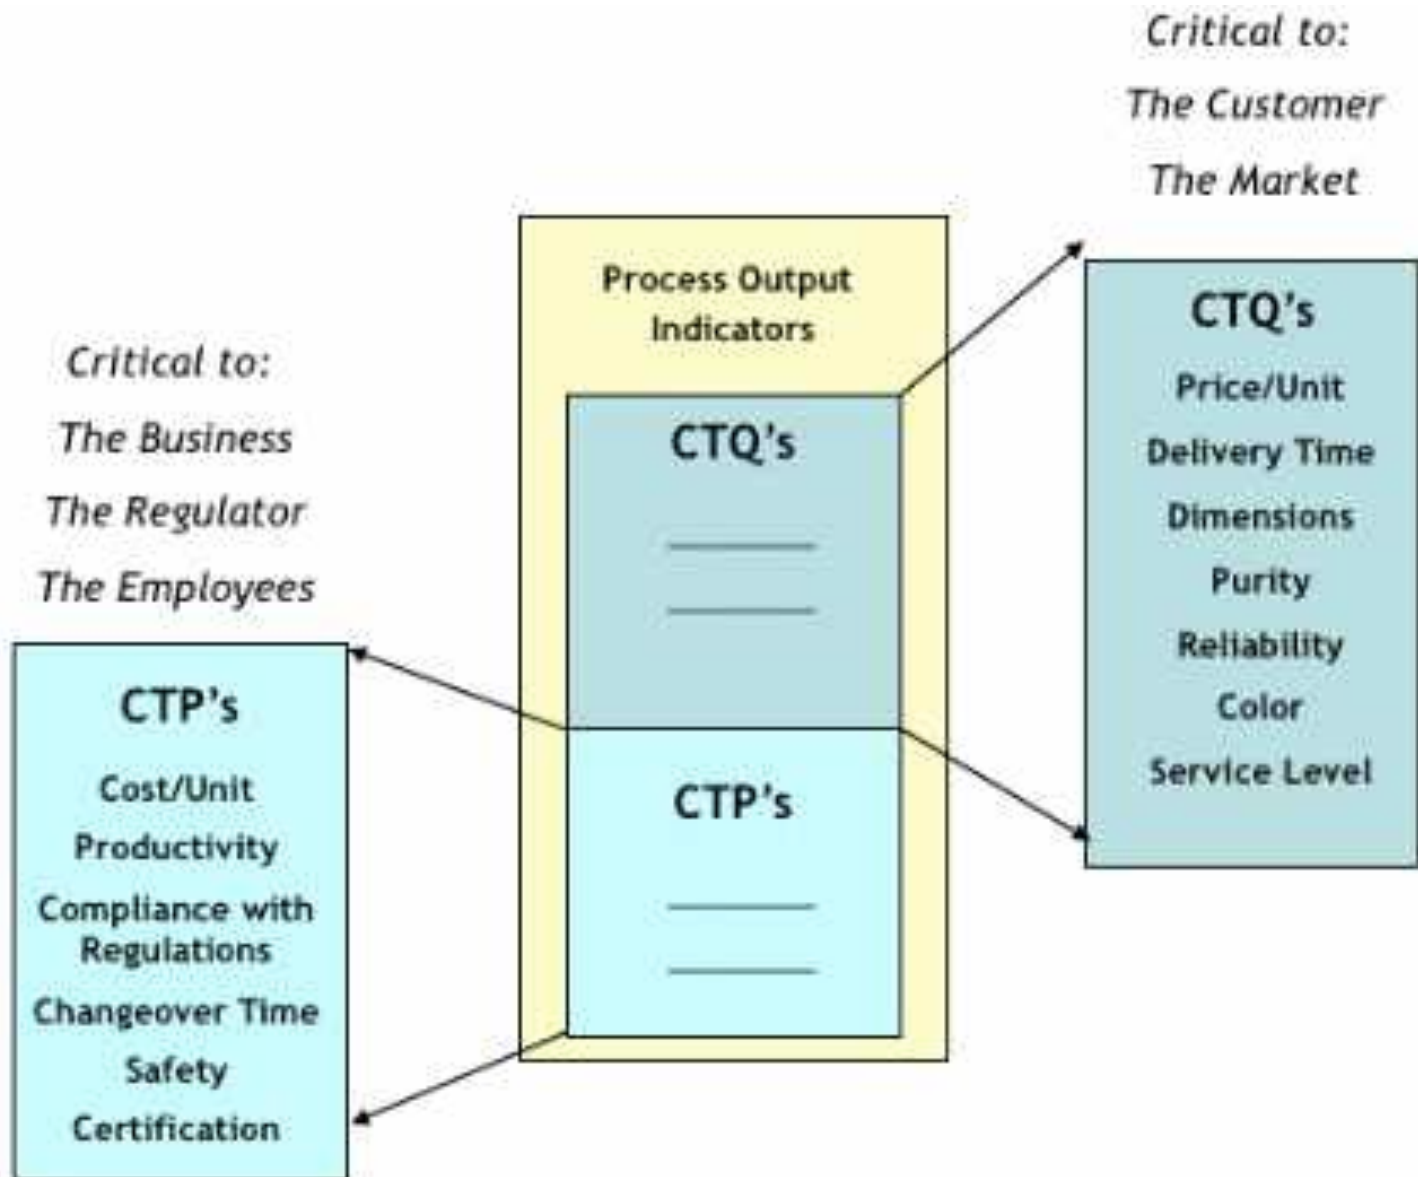 Critical to:
The Customer
The Market
CTQ's
Price/Unit
Delivery Time
Dimensions
Purity
Reliability
Color
Service Level
Process Output
Indicators
CTQ's
CTP's
Critical to:
The Business
The Regulator
The Employees
CTP's
Cost/Unit
Productivity
Compliance with
Regulations
Changeover Time
Safety
Certification